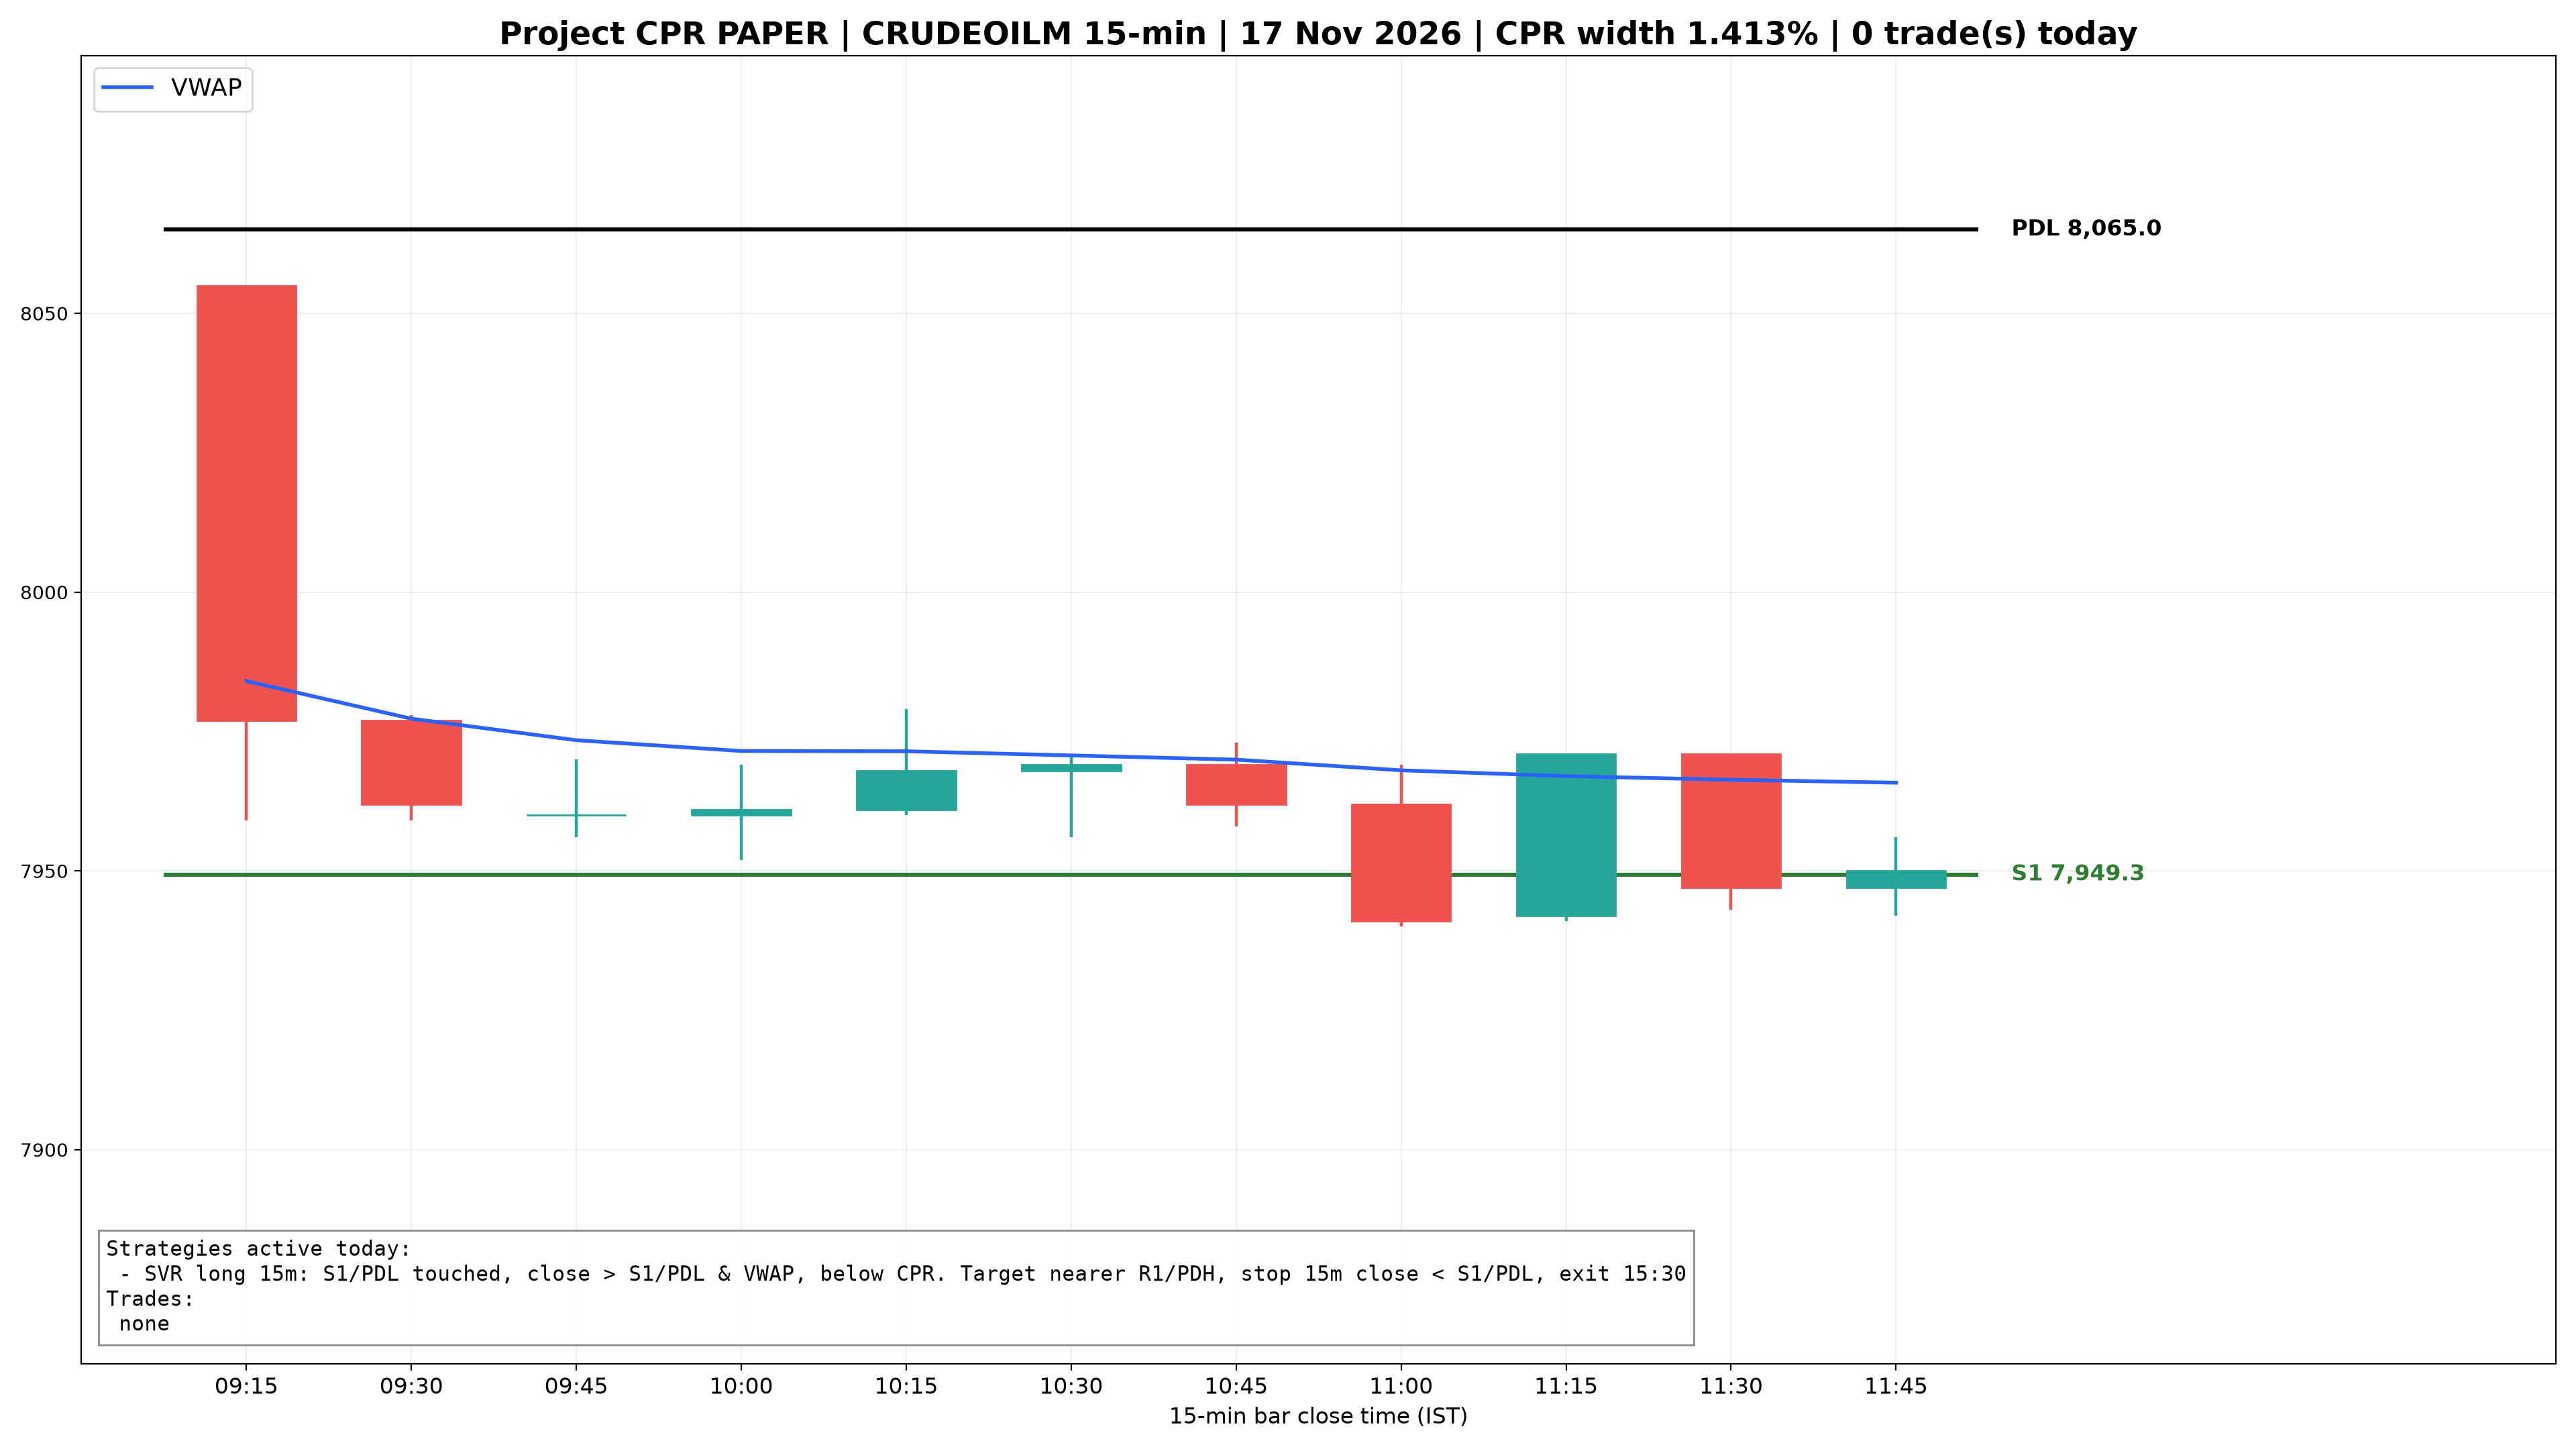 Project CPR PAPER | CRUDEOILM 15-min | 17 Nov 2026 | CPR width 1.413% | 0 trade(s) today
VWAP
PDL 8,065.0
8050
8000
7950
S1 7,949.3
7900
Strategies active today:
- SVR long 15m: S1/PDL touched, close > S1/PDL & VWAP, below CPR. Target nearer R1/PDH, stop 15m close < S1/PDL, exit 15:30
Trades:
none
09:15 09:30 09:45 10:00 10:15 10:30 10:45 11:00 11:15 11:30 11:45
15-min bar close time (IST)